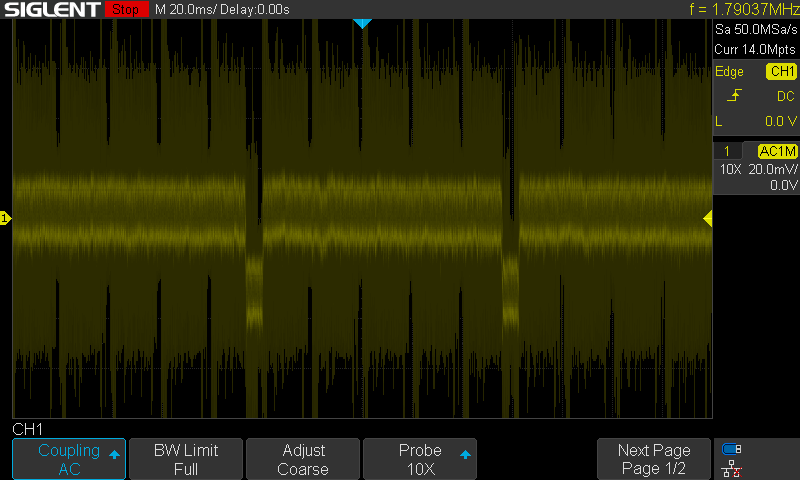 SIGLENT Stop M 20.0ms/ Delay:0.00s f = 1.79037MHz
Sa 50.0MSa/s
Curr 14.0Mpts
Edge CH1
DC
L 0.0 V
1 AC1M
10X 20.0mV/
0.0V
1
CH1
Coupling AC
BW Limit Full
Adjust Coarse
Probe 10X
Next Page Page 1/2